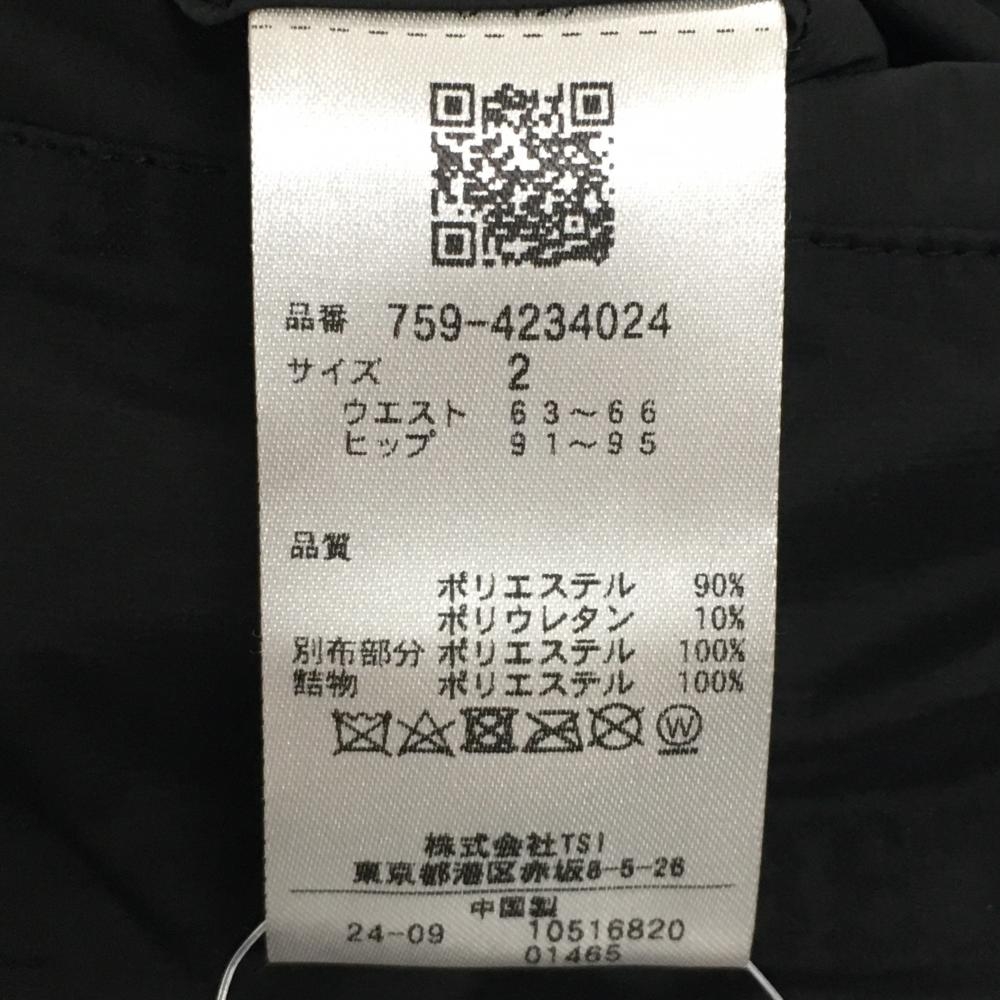 品番 759-4234024
サイズ 2
ウエスト 63～66
ヒップ 91～95
品質
ポリエステル 90%
ポリウレタン 10%
別布部分 ポリエステル 100%
詰物 ポリエステル 100%
W
株式会社TSI
東京都港区赤坂8-5-26
中国製
24-09 10516820
01465